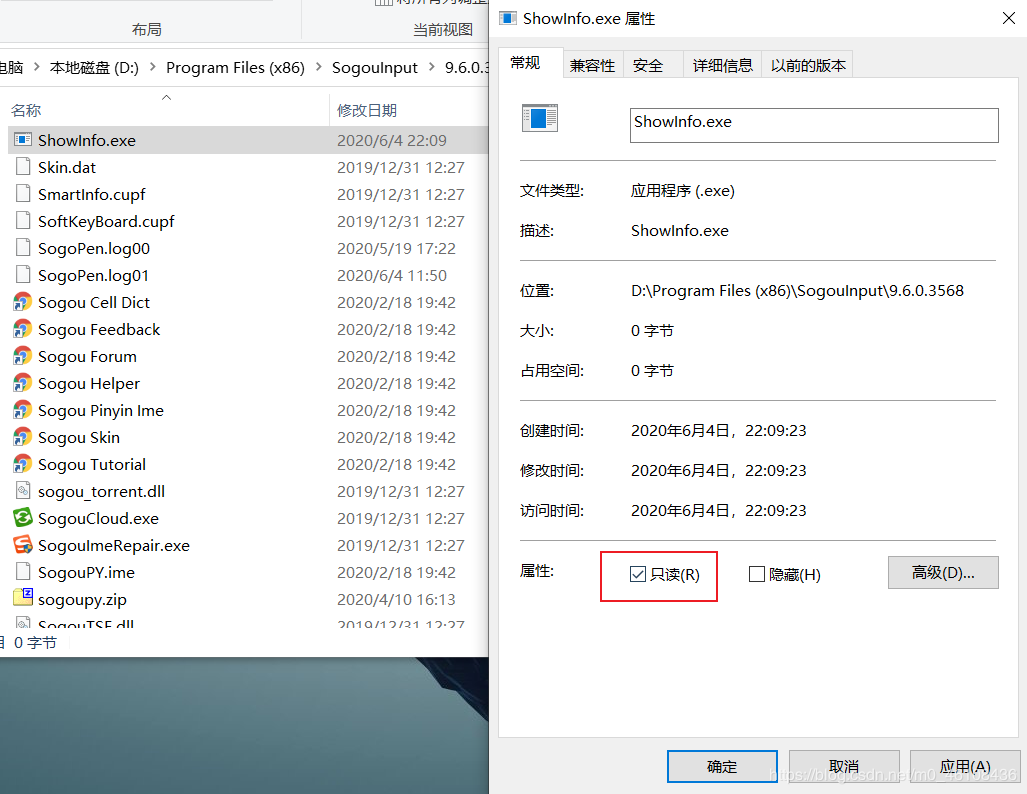 将所有列调整
布局
当前视图
电脑 > 本地磁盘 (D:) > Program Files (x86) > SogouInput > 9.6.0.3
名称 修改日期
ShowInfo.exe 2020/6/4 22:09
Skin.dat 2019/12/31 12:27
SmartInfo.cupf 2019/12/31 12:27
SoftKeyBoard.cupf 2019/12/31 12:27
SogoPen.log00 2020/5/19 17:22
SogoPen.log01 2020/6/4 11:50
Sogou Cell Dict 2020/2/18 19:42
Sogou Feedback 2020/2/18 19:42
Sogou Forum 2020/2/18 19:42
Sogou Helper 2020/2/18 19:42
Sogou Pinyin Ime 2020/2/18 19:42
Sogou Skin 2020/2/18 19:42
Sogou Tutorial 2020/2/18 19:42
sogou_torrent.dll 2019/12/31 12:27
SogouCloud.exe 2019/12/31 12:27
SogouImeRepair.exe 2019/12/31 12:27
SogouPY.ime 2019/12/31 12:27
sogoupy.zip 2020/4/10 16:13
SogouTSF.dll 2019/12/31 12:27
目 0 字节
ShowInfo.exe 属性
常规 兼容性 安全 详细信息 以前的版本
ShowInfo.exe
文件类型: 应用程序 (.exe)
描述: ShowInfo.exe
位置: D:\Program Files (x86)\SogouInput\9.6.0.3568
大小: 0 字节
占用空间: 0 字节
创建时间: 2020年6月4日，22:09:23
修改时间: 2020年6月4日，22:09:23
访问时间: 2020年6月4日，22:09:23
属性: 只读(R) 隐藏(H) 高级(D)...
确定 取消 应用(A)